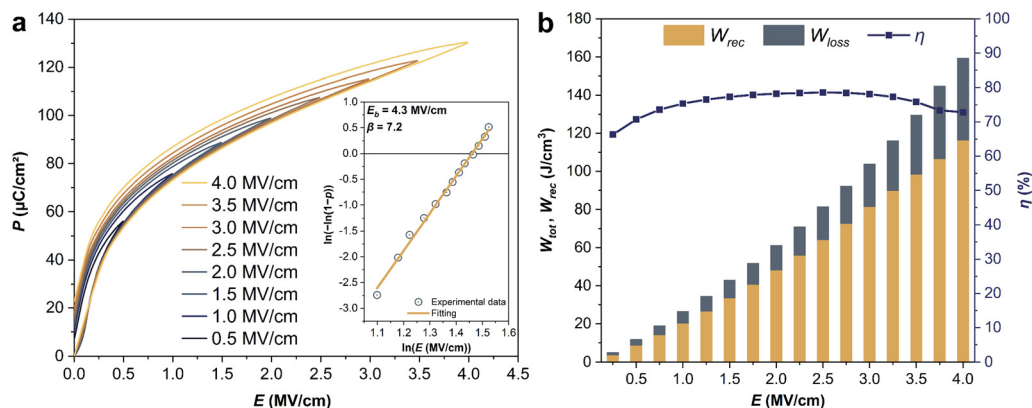 a
140
120
100
80
60
40
20
0
P (µC/cm²)
0.0 0.5 1.0 1.5 2.0 2.5 3.0 3.5 4.0 4.5
E (MV/cm)
4.0 MV/cm
3.5 MV/cm
3.0 MV/cm
2.5 MV/cm
2.0 MV/cm
1.5 MV/cm
1.0 MV/cm
0.5 MV/cm
1.0
0.5
0.0
-0.5
-1.0
-1.5
-2.0
-2.5
-3.0
ln(−ln(1-p))
E_b = 4.3 MV/cm
β = 7.2
Experimental data
Fitting
1.1 1.2 1.3 1.4 1.5 1.6
ln(E (MV/cm))
b
180
160
140
120
100
80
60
40
20
0
W_tot, W_rec (J/cm³)
W_rec W_loss η
0.5 1.0 1.5 2.0 2.5 3.0 3.5 4.0
E (MV/cm)
100
90
80
70
60
50
40
30
20
10
0
η (%)